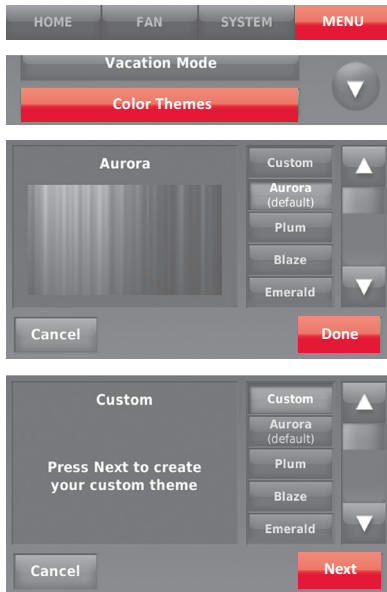 HOME FAN SYSTEM MENU
Vacation Mode
Color Themes
Aurora
Custom
Aurora
(default)
Plum
Blaze
Emerald
Cancel
Done
Custom
Press Next to create
your custom theme
Custom
Aurora
(default)
Plum
Blaze
Emerald
Cancel
Next